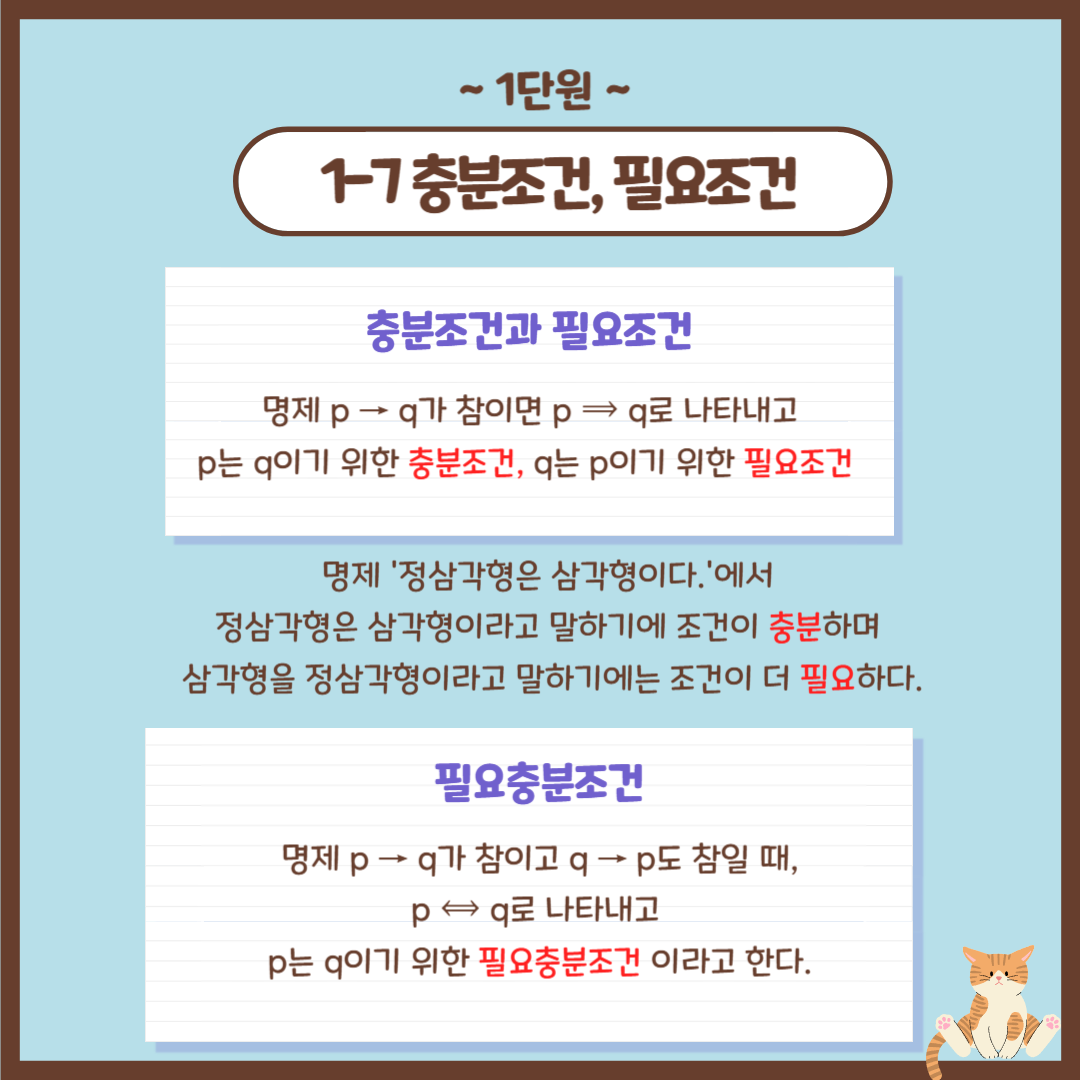 ~ 1단원 ~
1-7 충분조건, 필요조건
충분조건과 필요조건
명제 p → q가 참이면 p ⟹ q로 나타내고
p는 q이기 위한 충분조건, q는 p이기 위한 필요조건
명제 '정삼각형은 삼각형이다.'에서
정삼각형은 삼각형이라고 말하기에 조건이 충분하며
삼각형을 정삼각형이라고 말하기에는 조건이 더 필요하다.
필요충분조건
명제 p → q가 참이고 q → p도 참일 때,
p ⟺ q로 나타내고
p는 q이기 위한 필요충분조건 이라고 한다.